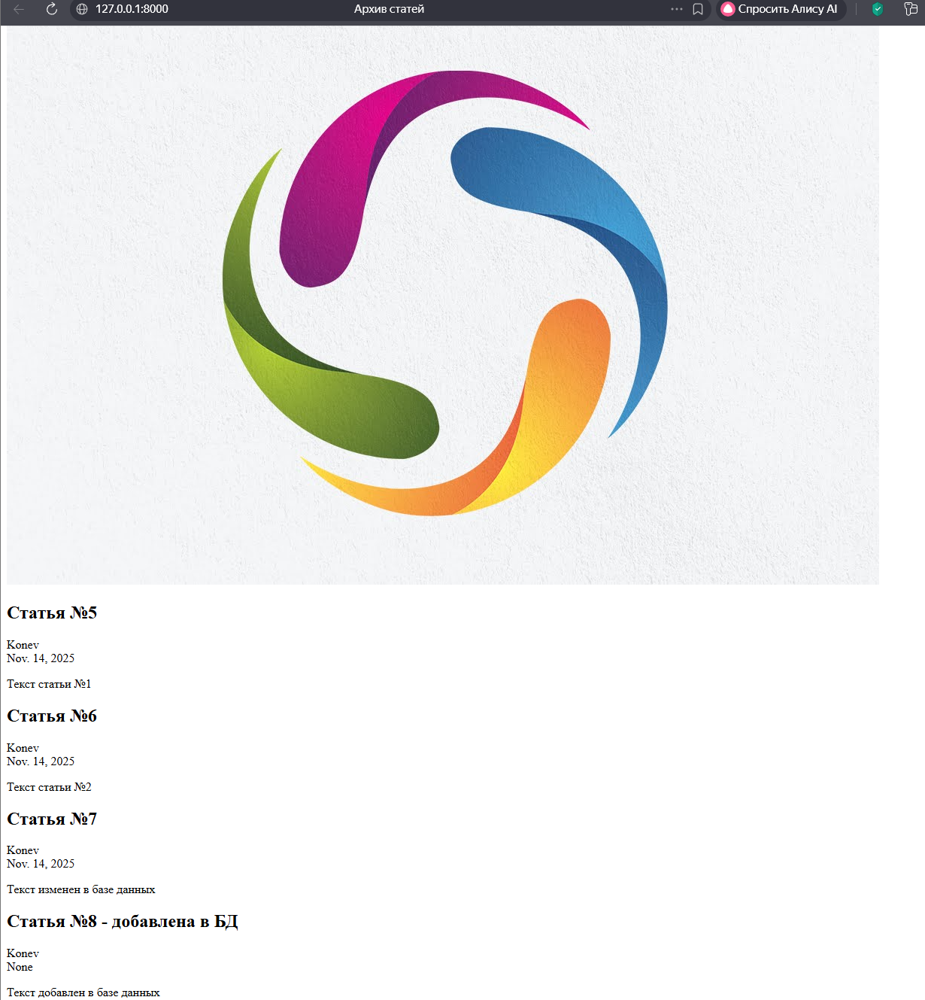 127.0.0.1:8000
Архив статей
Спросить Алису AI
Статья №5
Konev
Nov. 14, 2025
Текст статьи №1
Статья №6
Konev
Nov. 14, 2025
Текст статьи №2
Статья №7
Konev
Nov. 14, 2025
Текст изменен в базе данных
Статья №8 - добавлена в БД
Konev
None
Текст добавлен в базе данных